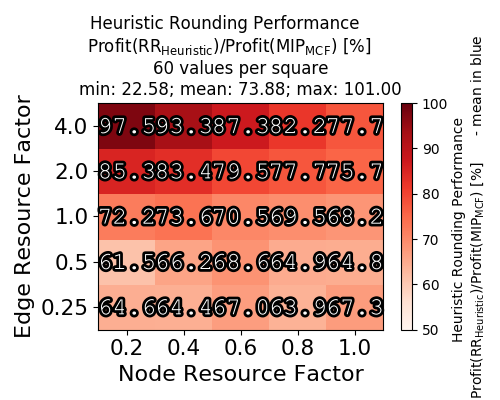 Heuristic Rounding Performance
Profit(RR_Heuristic)/Profit(MIP_MCF) [%]
60 values per square
min: 22.58; mean: 73.88; max: 101.00
Edge Resource Factor
4.0 97.5 93.3 87.3 82.2 77.7
2.0 85.3 83.4 79.5 77.7 75.7
1.0 72.2 73.6 70.5 69.5 68.2
0.5 61.5 66.2 68.6 64.9 64.8
0.25 64.6 64.4 67.0 63.9 67.3
0.2 0.4 0.6 0.8 1.0
Node Resource Factor
100
90
80
70
60
50
Heuristic Rounding Performance
Profit(RR_Heuristic)/Profit(MIP_MCF) [%] - mean in blue